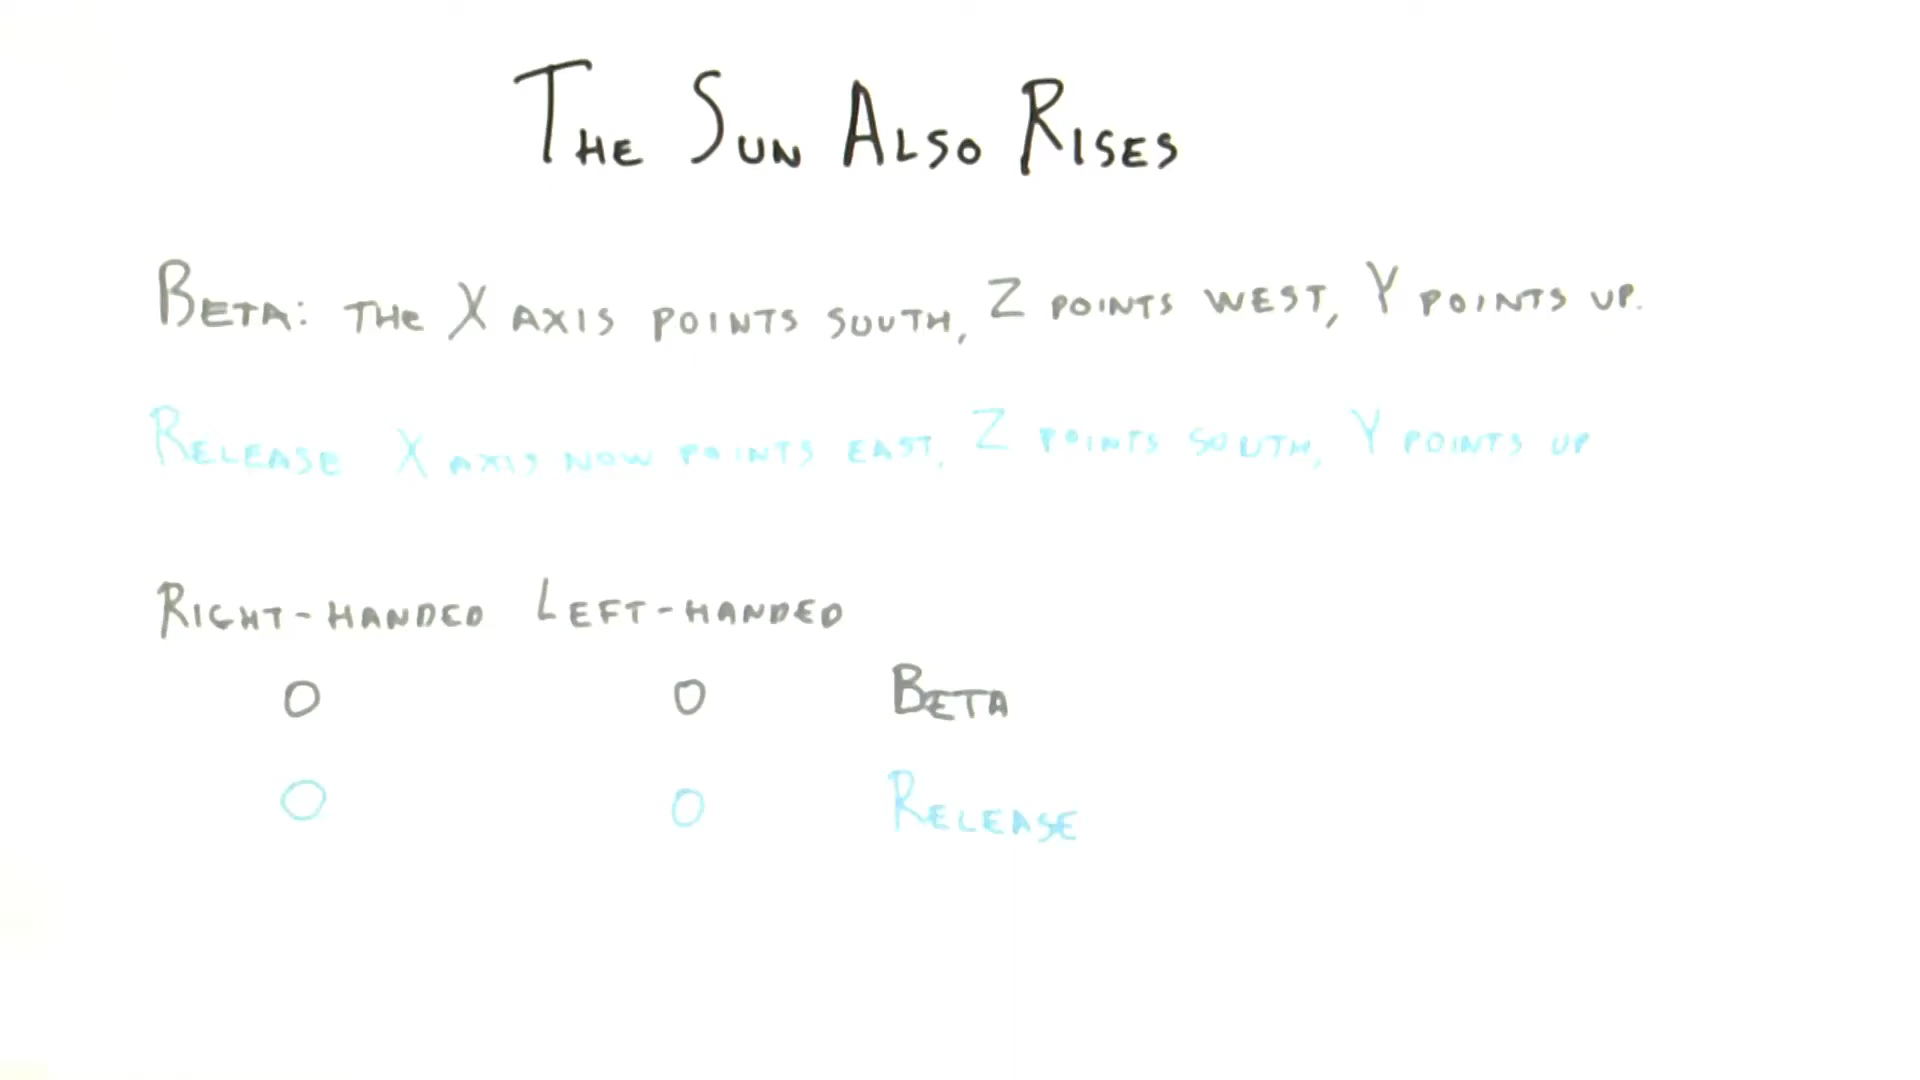 THE SUN ALSO RISES
BETA: THE X AXIS POINTS SOUTH, Z POINTS WEST, Y POINTS UP.
RELEASE X AXIS NOW POINTS EAST, Z POINTS SOUTH, Y POINTS UP
RIGHT-HANDED LEFT-HANDED
O O BETA
O O RELEASE